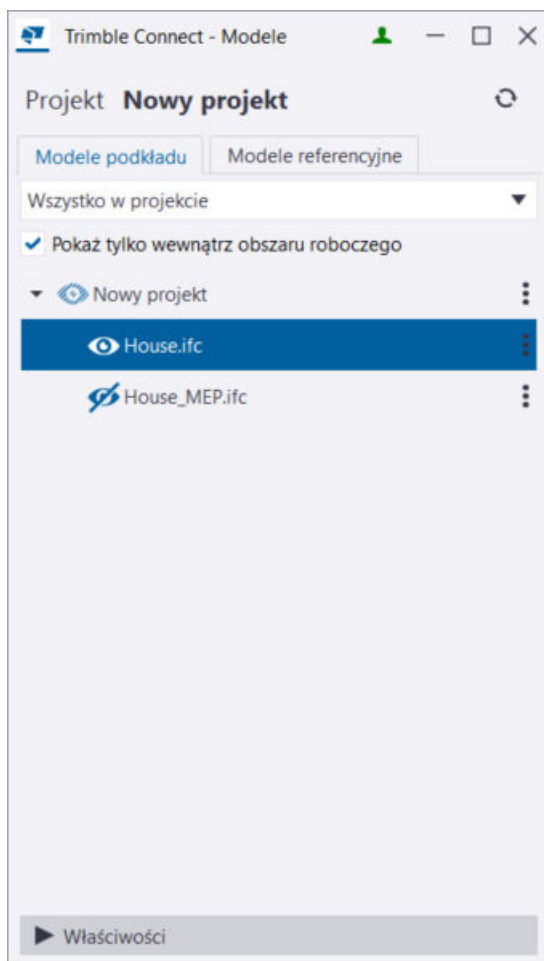 Trimble Connect - Modele
Projekt Nowy projekt
Modele podkładu Modele referencyjne
Wszystko w projekcie
Pokaż tylko wewnątrz obszaru roboczego
Nowy projekt
House.ifc
House_MEP.ifc
Właściwości